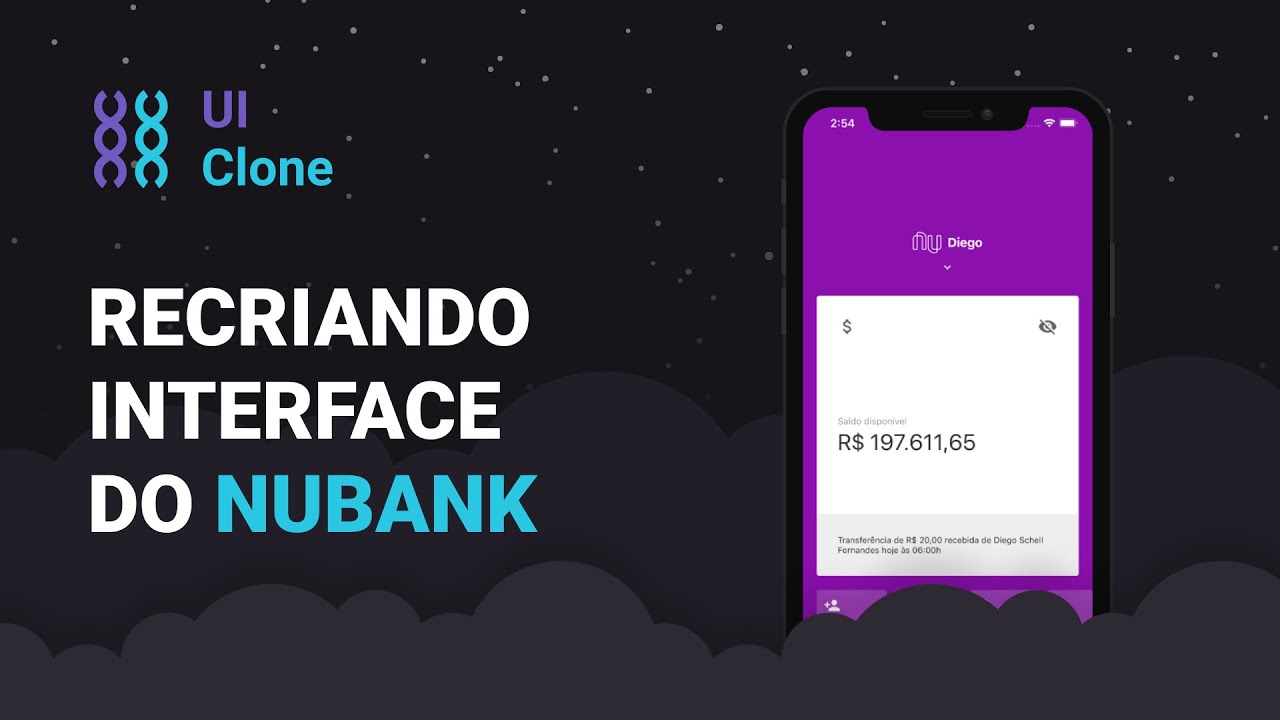 UI
Clone
RECRIANDO
INTERFACE
DO NUBANK
2:54
nu Diego
$
Saldo disponível
R$ 197.611,65
Transferência de R$ 20,00 recebida de Diego Schell
Fernandes hoje às 06:00h